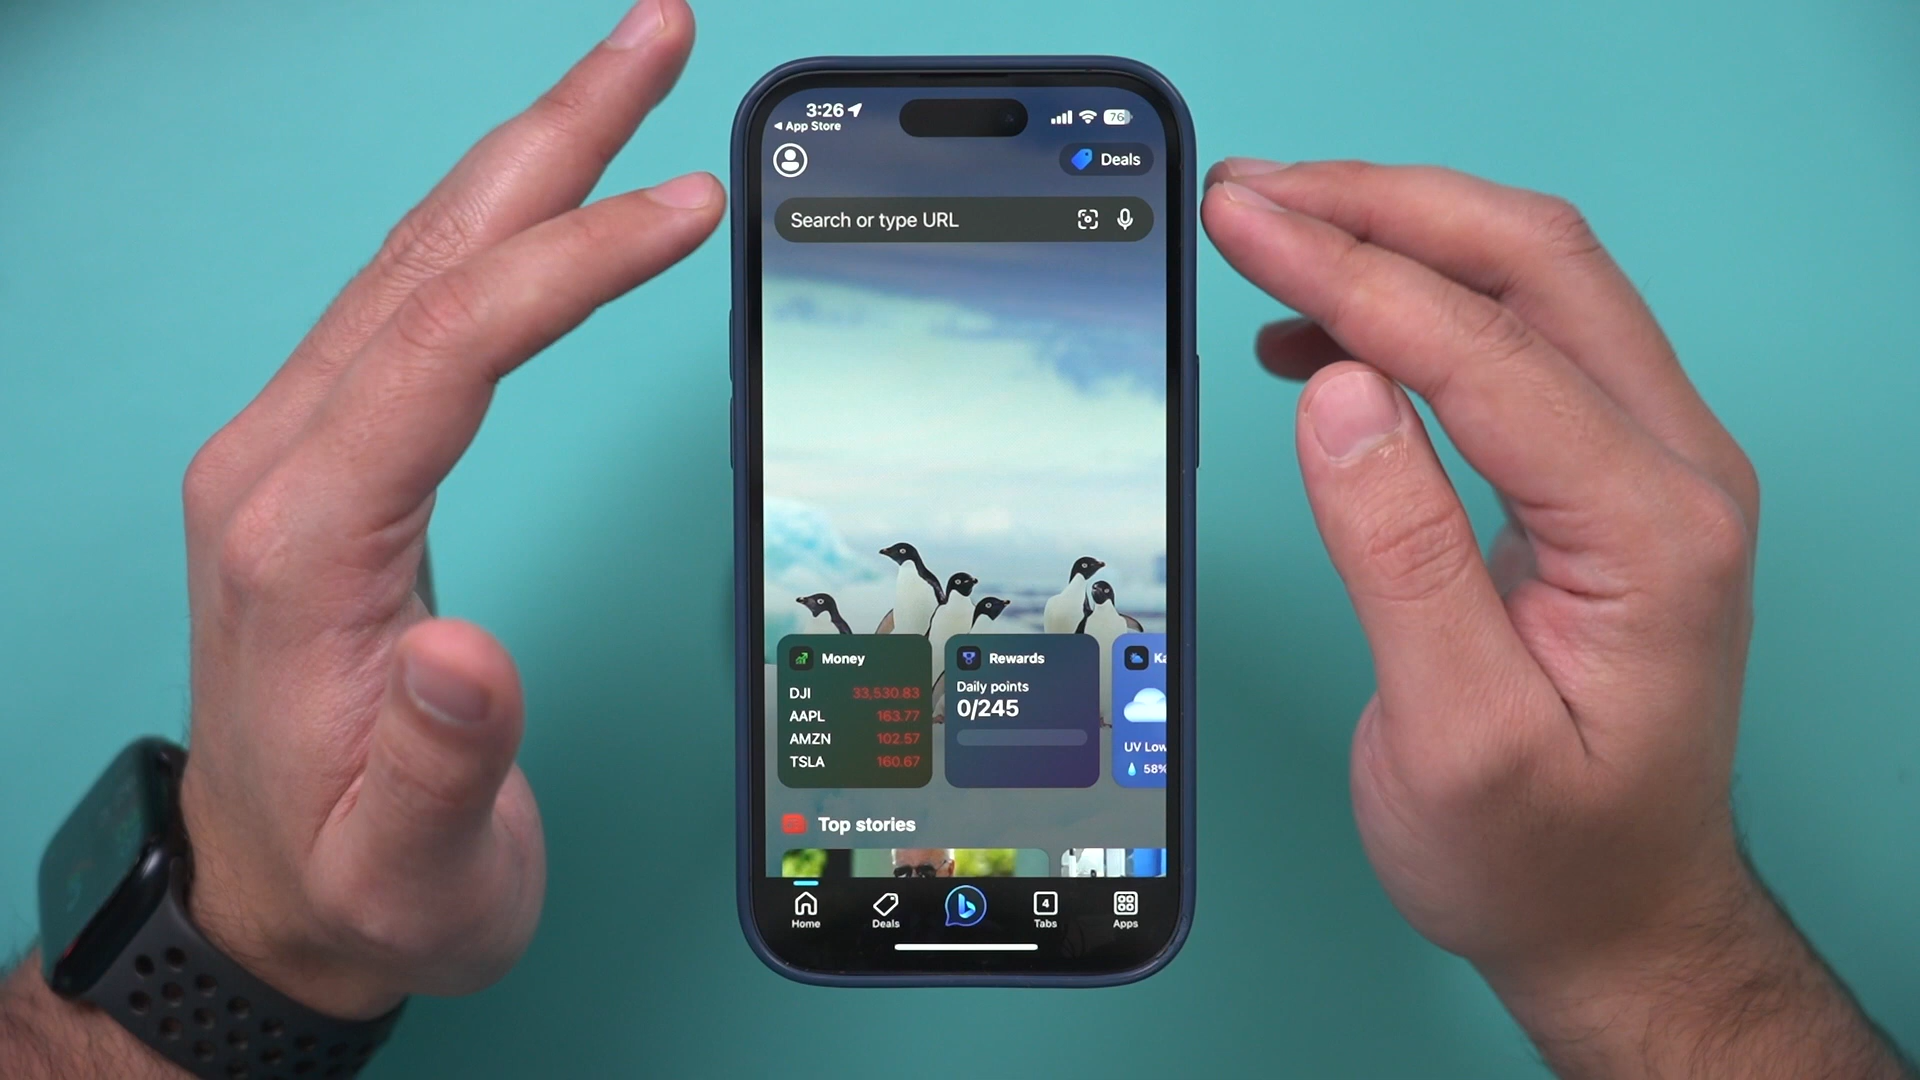 3:26
◀ App Store
76
Deals
Search or type URL
Money
DJI 33,530.83
AAPL 163.77
AMZN 102.57
TSLA 160.67
Rewards
Daily points
0/245
Ka
UV Low
58%
Top stories
Home
Deals
4
Tabs
Apps